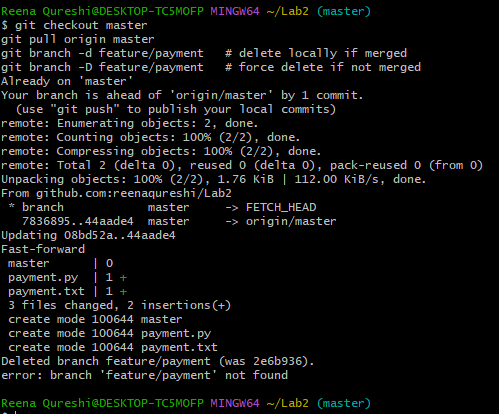 Reena Qureshi@DESKTOP-TC5MOFP MINGW64 ~/Lab2 (master)
$ git checkout master
git pull origin master
git branch -d feature/payment   # delete locally if merged
git branch -D feature/payment   # force delete if not merged
Already on 'master'
Your branch is ahead of 'origin/master' by 1 commit.
  (use "git push" to publish your local commits)
remote: Enumerating objects: 2, done.
remote: Counting objects: 100% (2/2), done.
remote: Compressing objects: 100% (2/2), done.
remote: Total 2 (delta 0), reused 0 (delta 0), pack-reused 0 (from 0)
Unpacking objects: 100% (2/2), 1.76 KiB | 112.00 KiB/s, done.
From github.com:reenaqureshi/Lab2
 * branch            master     -> FETCH_HEAD
   7836895..44aade4  master     -> origin/master
Updating 08bd52a..44aade4
Fast-forward
 master      | 0
 payment.py  | 1 +
 payment.txt | 1 +
 3 files changed, 2 insertions(+)
 create mode 100644 master
 create mode 100644 payment.py
 create mode 100644 payment.txt
Deleted branch feature/payment (was 2e6b936).
error: branch 'feature/payment' not found
Reena Qureshi@DESKTOP-TC5MOFP MINGW64 ~/Lab2 (master)